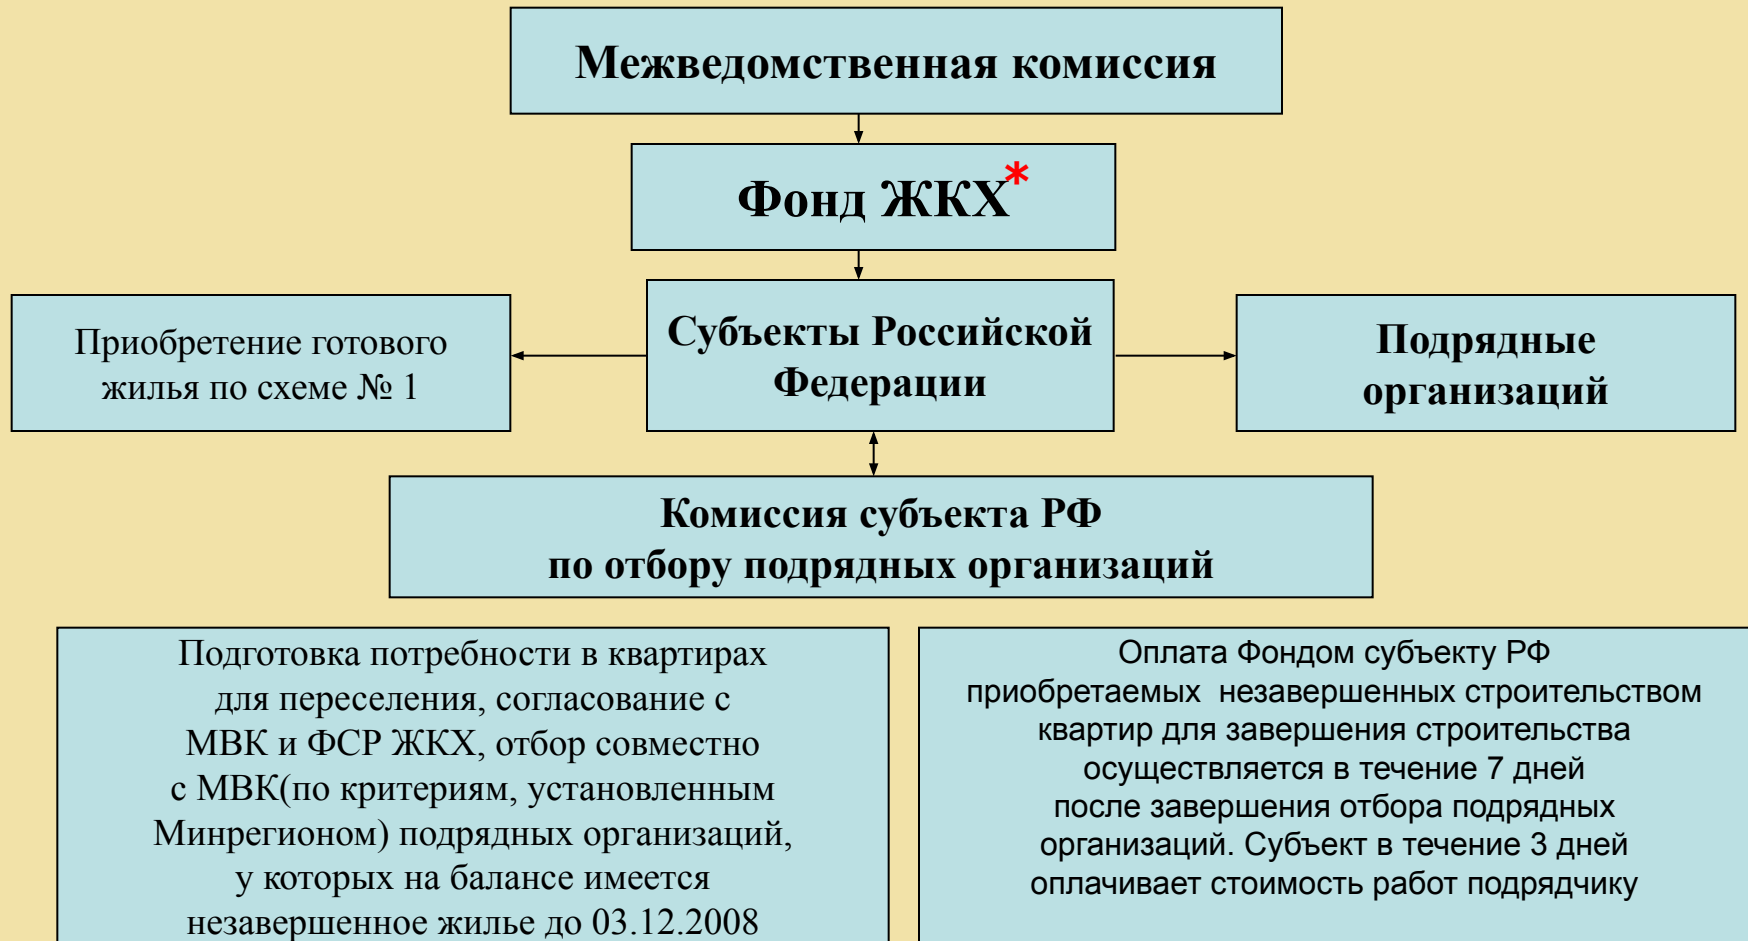 Межведомственная комиссия
Фонд ЖКХ*
Приобретение готового
жилья по схеме № 1
Субъекты Российской
Федерации
Подрядные
организаций
Комиссия субъекта РФ
по отбору подрядных организаций
Подготовка потребности в квартирах
для переселения, согласование с
МВК и ФСР ЖКХ, отбор совместно
с МВК(по критериям, установленным
Минрегионом) подрядных организаций,
у которых на балансе имеется
незавершенное жилье до 03.12.2008
Оплата Фондом субъекту РФ
приобретаемых незавершенных строительством
квартир для завершения строительства
осуществляется в течение 7 дней
после завершения отбора подрядных
организаций. Субъект в течение 3 дней
оплачивает стоимость работ подрядчику